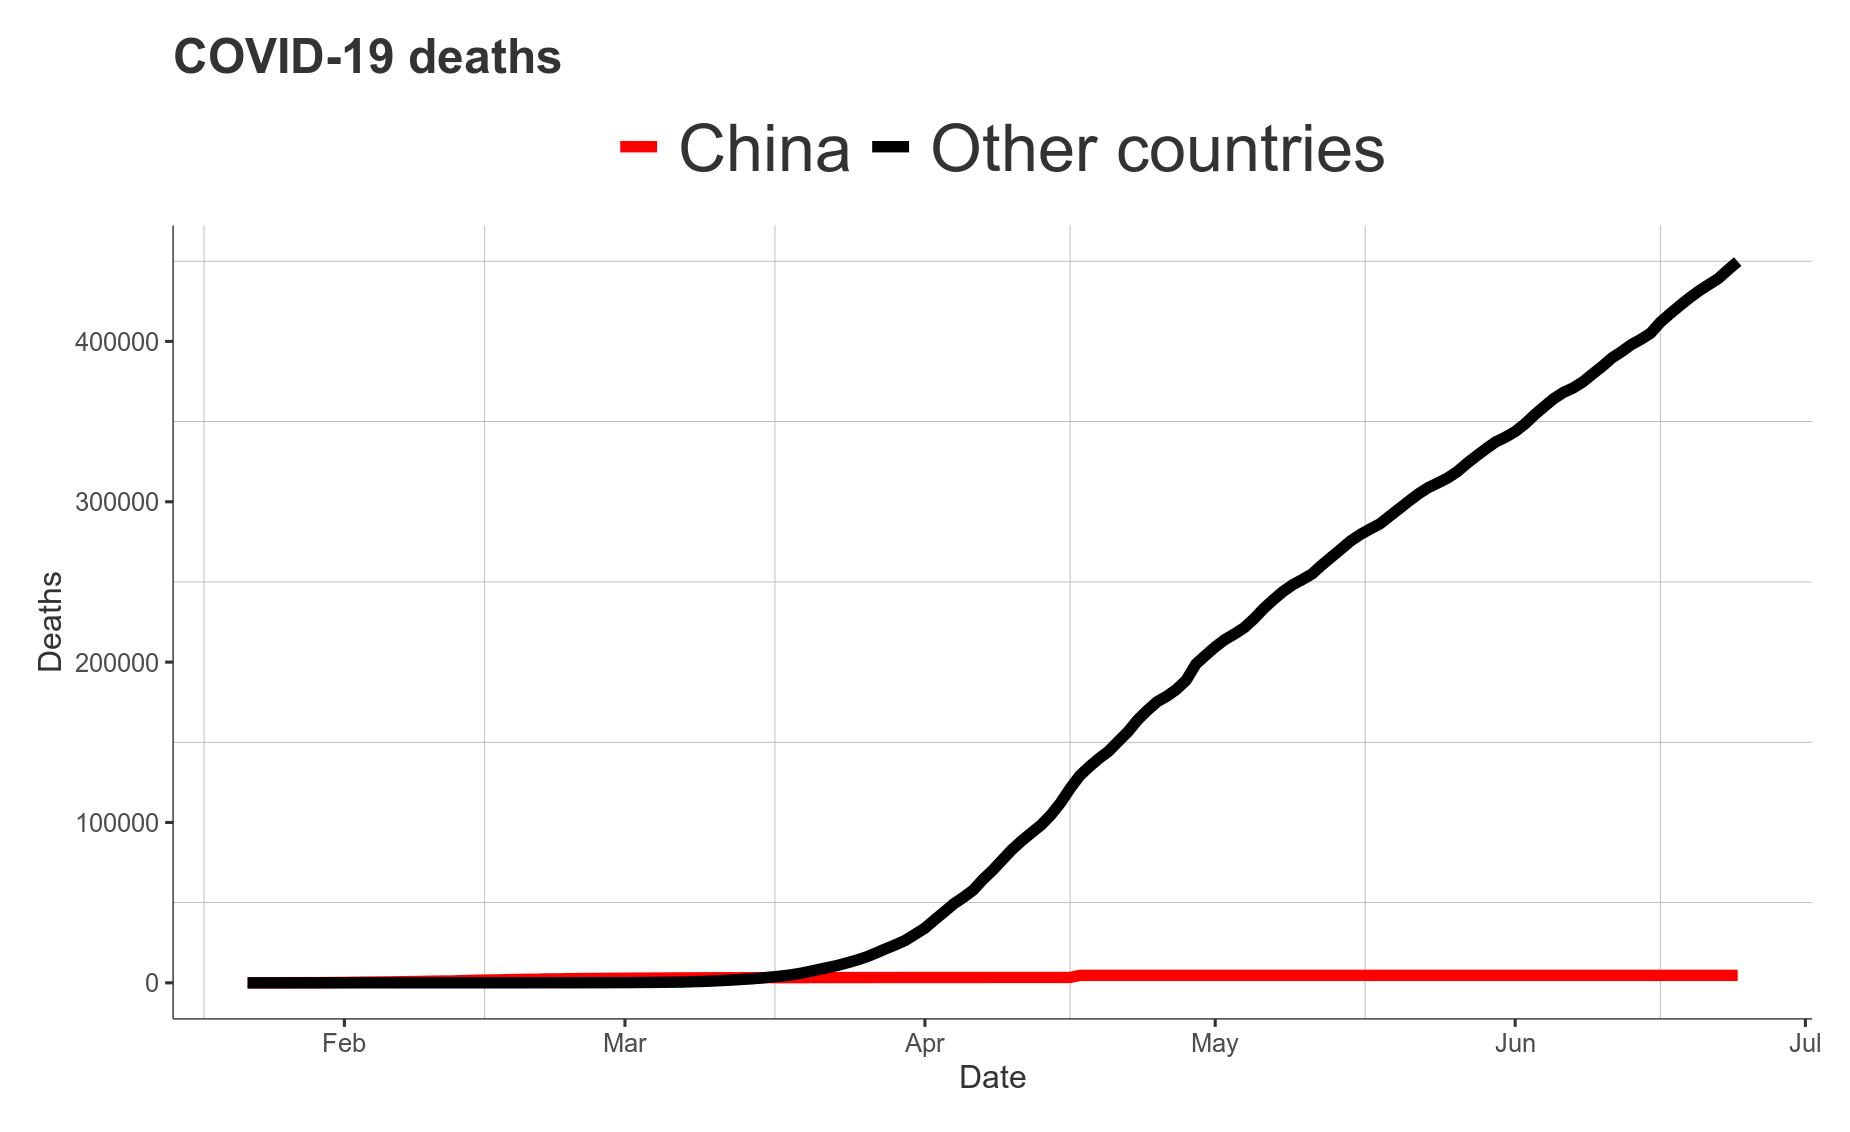 COVID-19 deaths
China Other countries
400000
300000
200000
100000
0
Deaths
Feb Mar Apr May Jun Jul
Date